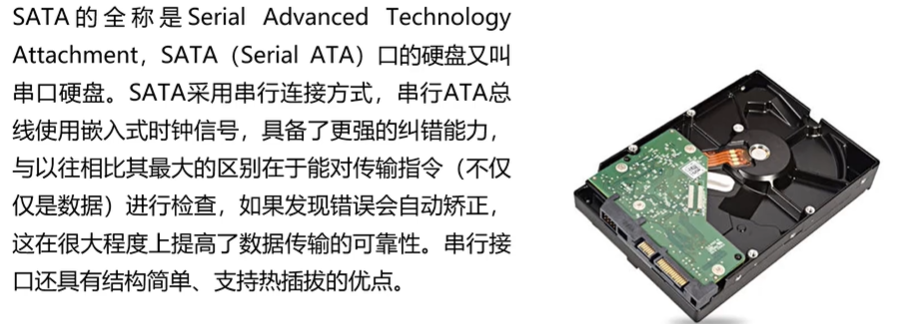 SATA的全称是Serial Advanced Technology
Attachment，SATA（Serial ATA）口的硬盘又叫
串口硬盘。SATA采用串行连接方式，串行ATA总
线使用嵌入式时钟信号，具备了更强的纠错能力，
与以往相比其最大的区别在于能对传输指令（不仅
仅是数据）进行检查，如果发现错误会自动矫正，
这在很大程度上提高了数据传输的可靠性。串行接
口还具有结构简单、支持热插拔的优点。